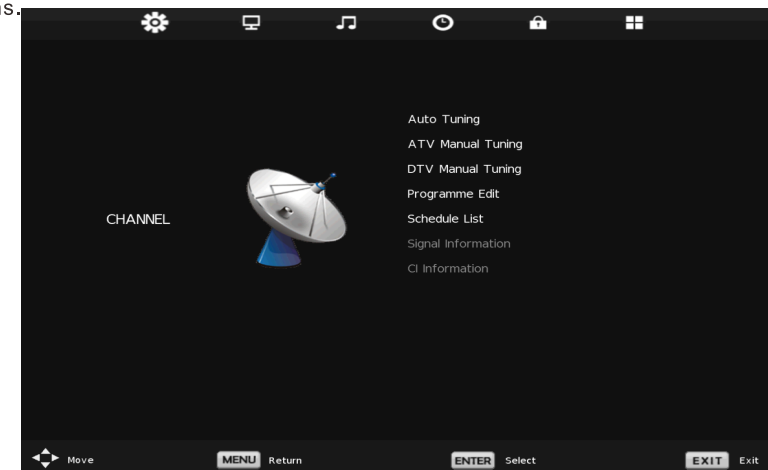 CHANNEL
Auto Tuning
ATV Manual Tuning
DTV Manual Tuning
Programme Edit
Schedule List
Signal Information
CI Information
Move MENU Return ENTER Select EXIT Exit